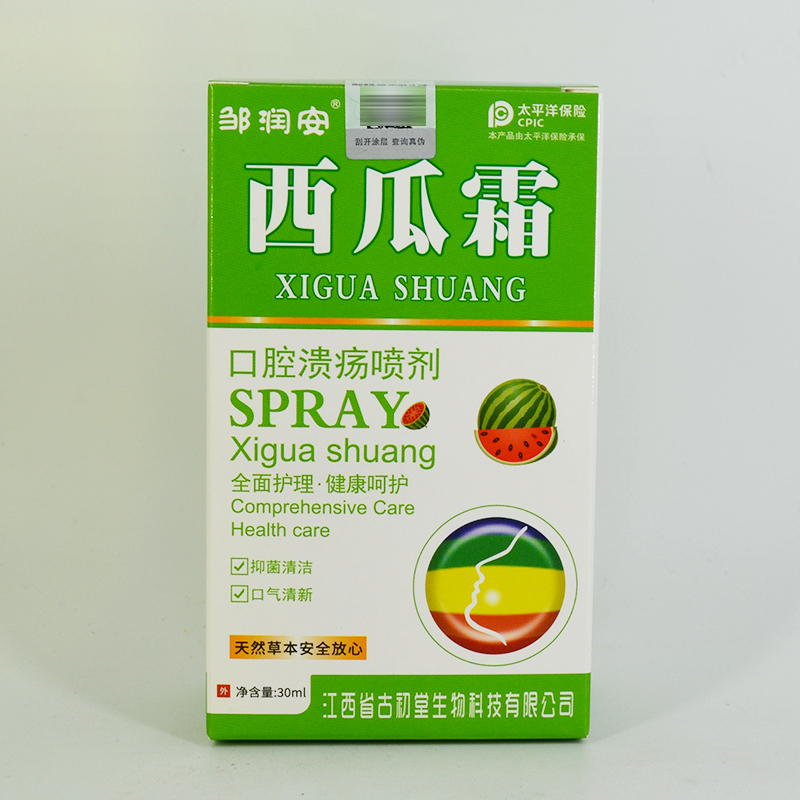 邹润安®
刮开涂层 查询真伪
太平洋保险
CPIC
本产品由太平洋保险承保
西瓜霜
XIGUA SHUANG
口腔溃疡喷剂
SPRAY
Xigua shuang
全面护理·健康呵护
Comprehensive Care
Health care
抑菌清洁
口气清新
天然草本安全放心
外 净含量:30ml
江西省古初堂生物科技有限公司